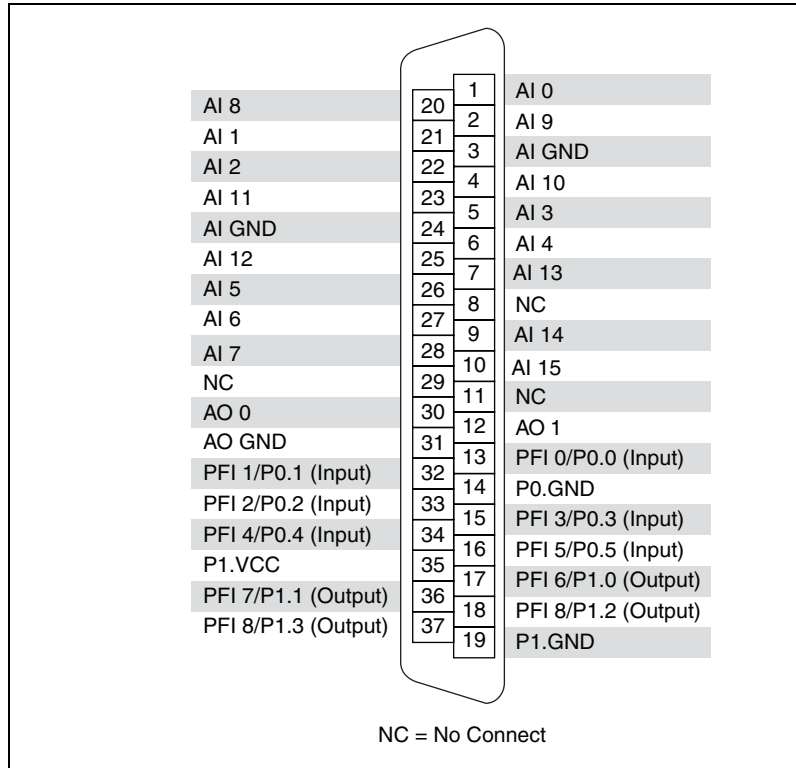 1 AI 0
AI 8 20
2 AI 9
AI 1 21
3 AI GND
AI 2 22
4 AI 10
AI 11 23
5 AI 3
AI GND 24
6 AI 4
AI 12 25
7 AI 13
AI 5 26
8 NC
AI 6 27
9 AI 14
AI 7 28
10 AI 15
NC 29
11 NC
AO 0 30
12 AO 1
AO GND 31
13 PFI 0/P0.0 (Input)
PFI 1/P0.1 (Input) 32
14 P0.GND
PFI 2/P0.2 (Input) 33
15 PFI 3/P0.3 (Input)
PFI 4/P0.4 (Input) 34
16 PFI 5/P0.5 (Input)
P1.VCC 35
17 PFI 6/P1.0 (Output)
PFI 7/P1.1 (Output) 36
18 PFI 8/P1.2 (Output)
PFI 8/P1.3 (Output) 37
19 P1.GND
NC = No Connect